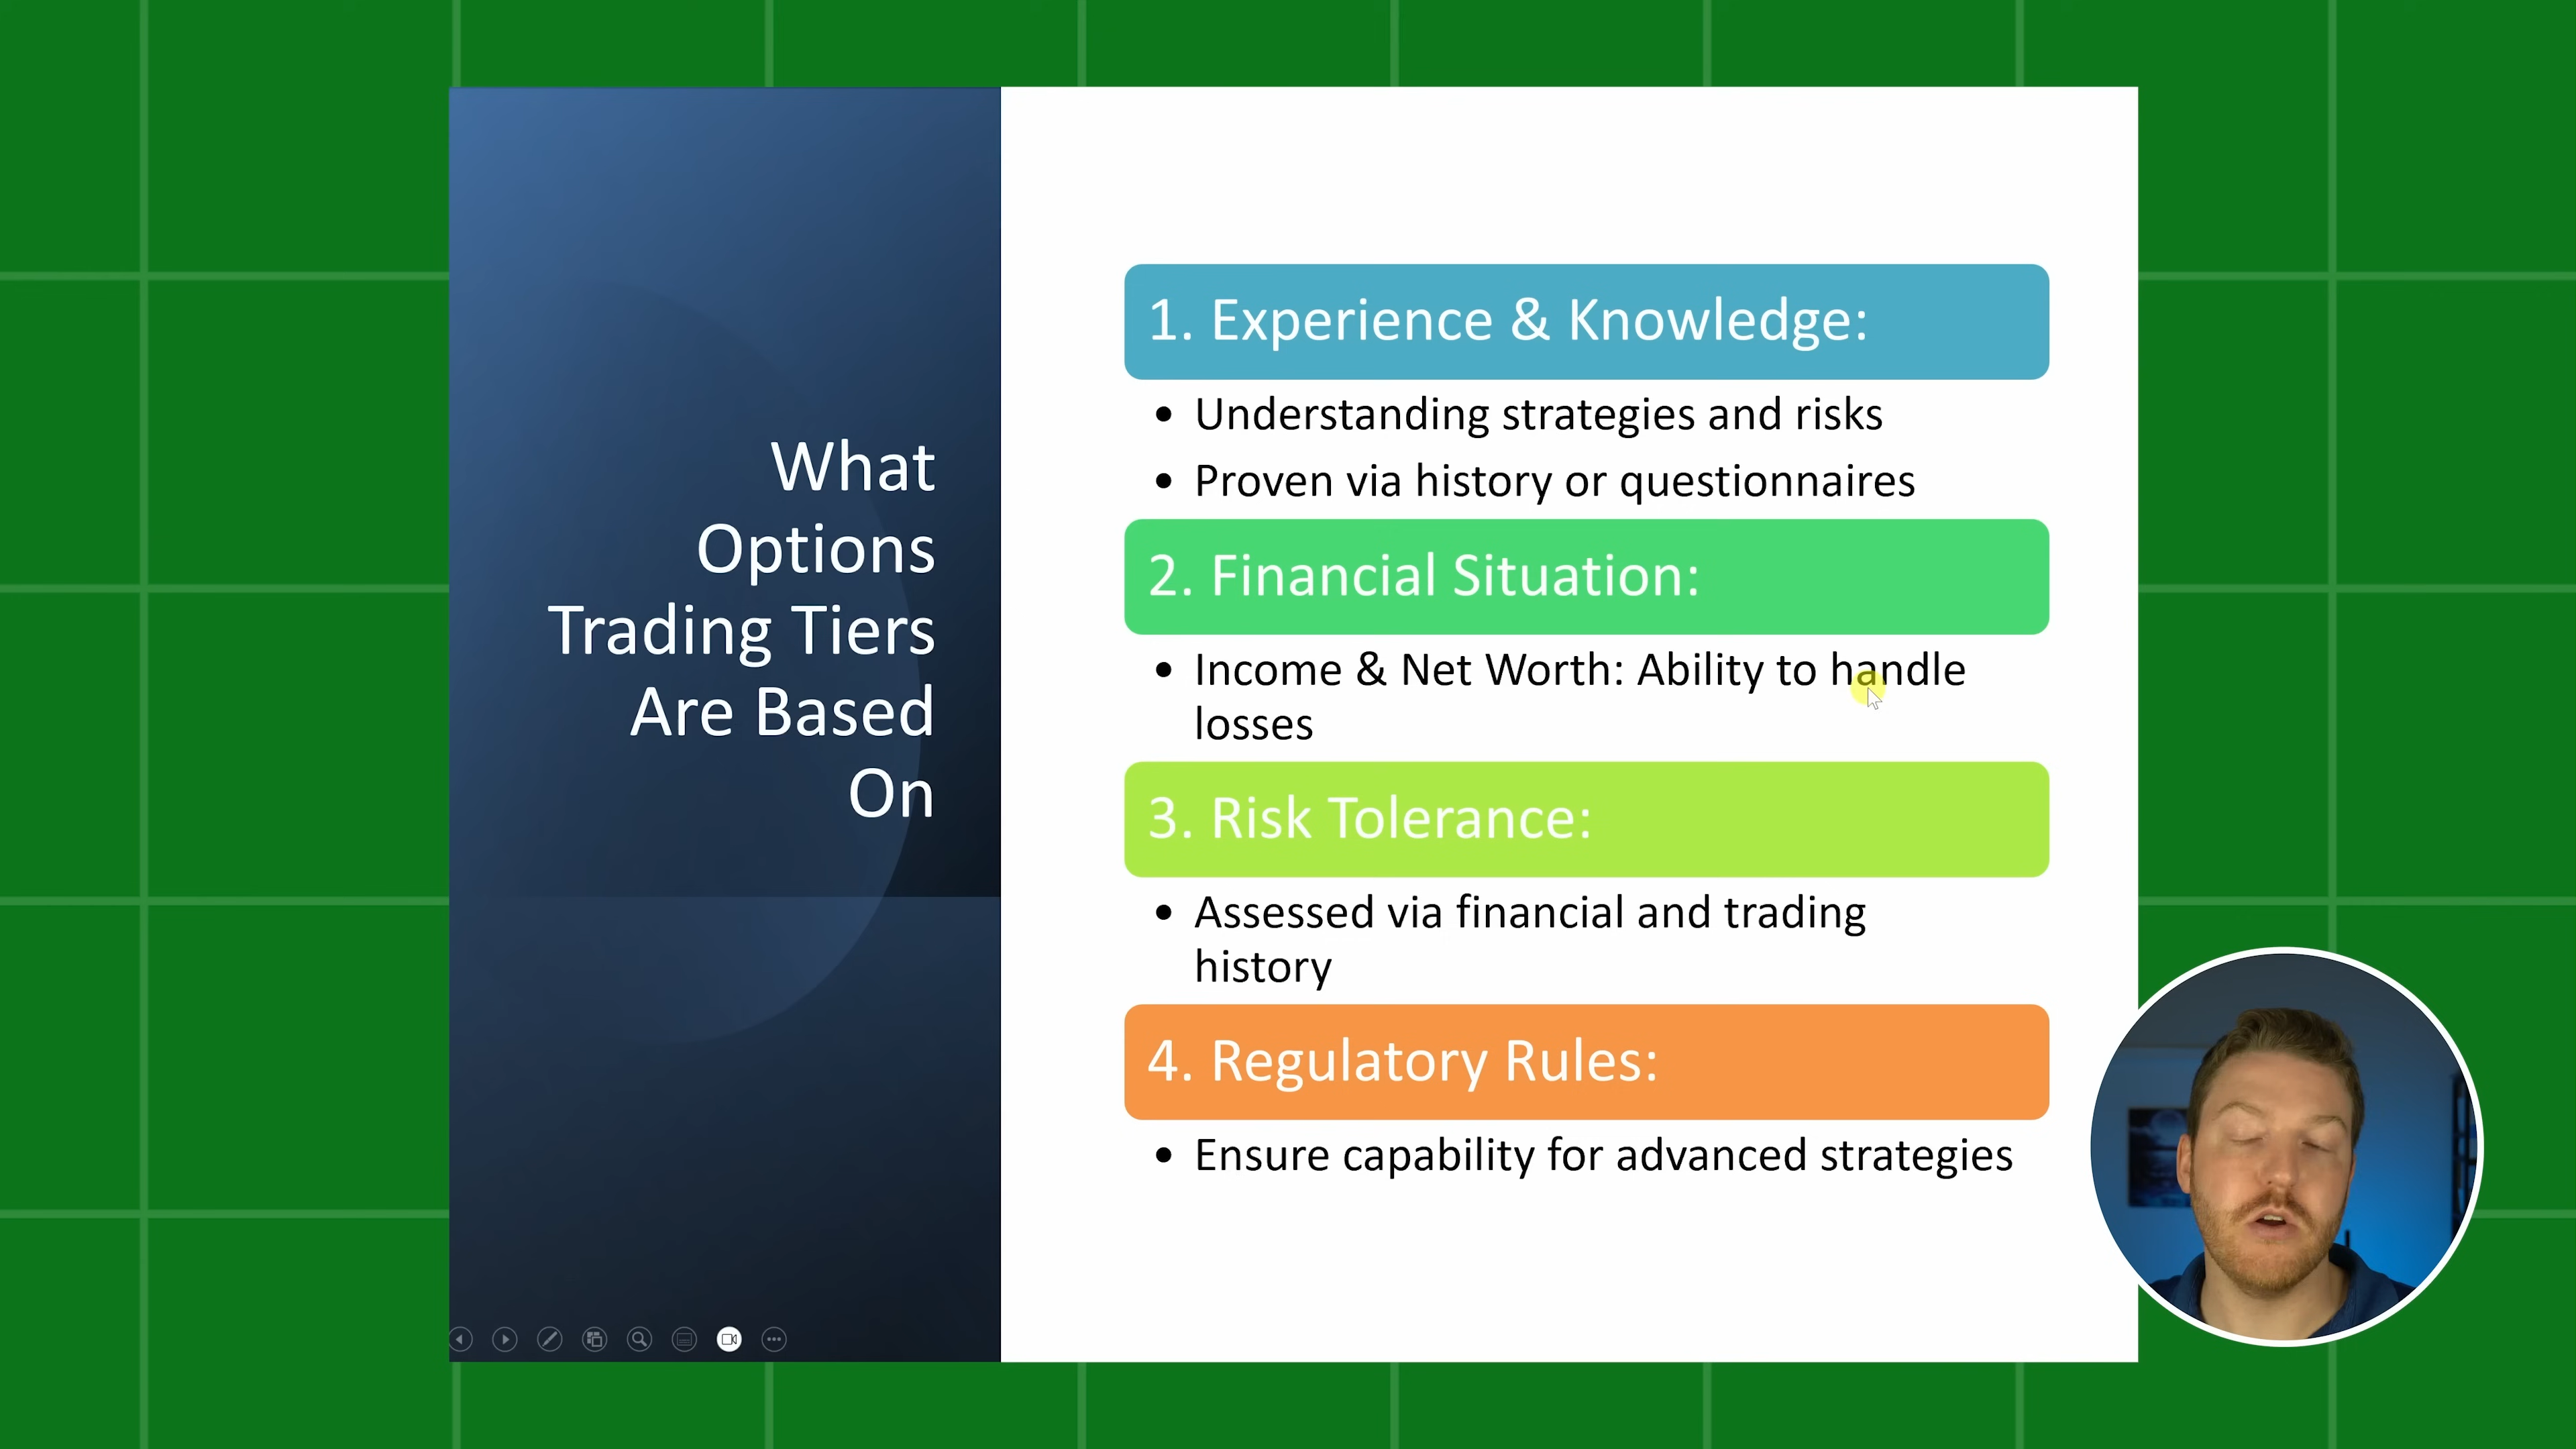 What
Options
Trading Tiers
Are Based
On
1. Experience & Knowledge:
• Understanding strategies and risks
• Proven via history or questionnaires
2. Financial Situation:
• Income & Net Worth: Ability to handle
losses
3. Risk Tolerance:
• Assessed via financial and trading
history
4. Regulatory Rules:
• Ensure capability for advanced strategies